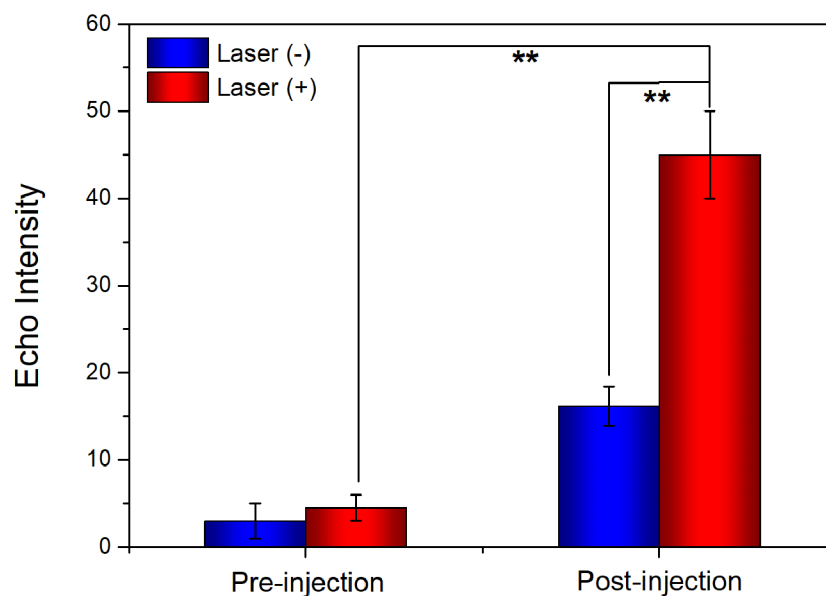 60
50
40
30
20
10
0
Echo Intensity
Laser (-)
Laser (+)
**
**
Pre-injection
Post-injection